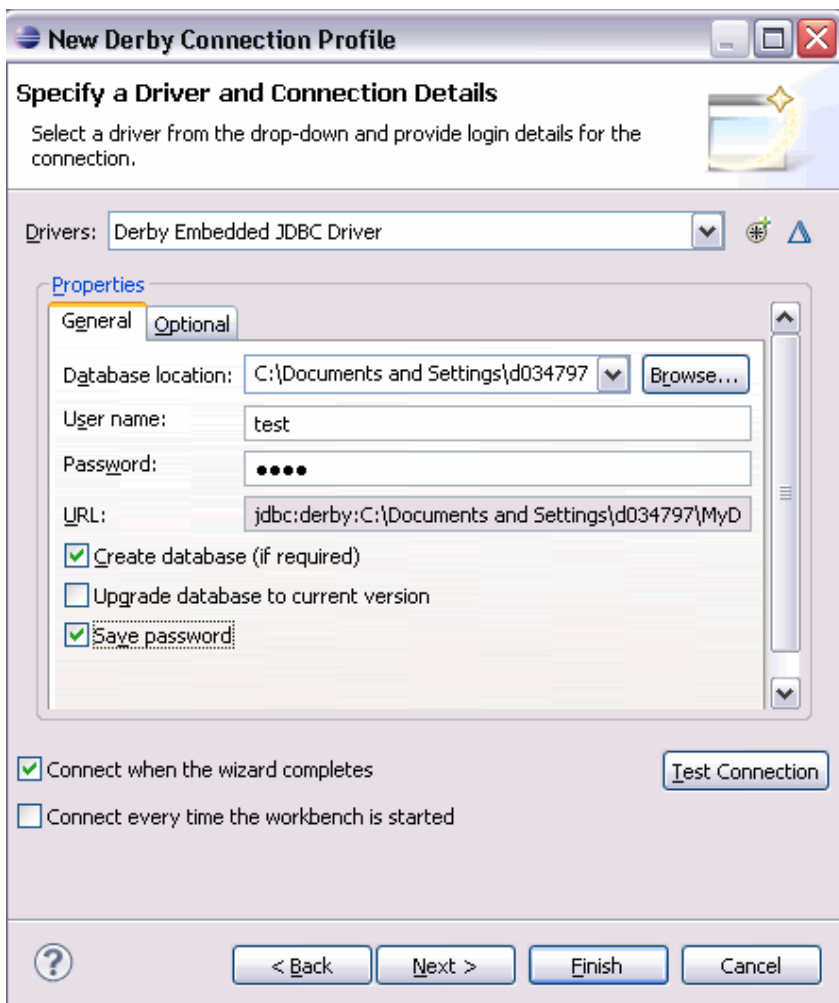 New Derby Connection Profile
Specify a Driver and Connection Details
Select a driver from the drop-down and provide login details for the
connection.
Drivers: Derby Embedded JDBC Driver
Properties
General Optional
Database location: C:\Documents and Settings\d034797 Browse...
User name: test
Password: ●●●●
URL: jdbc:derby:C:\Documents and Settings\d034797\MyD
Create database (if required)
Upgrade database to current version
Save password
Connect when the wizard completes Test Connection
Connect every time the workbench is started
? < Back Next > Finish Cancel